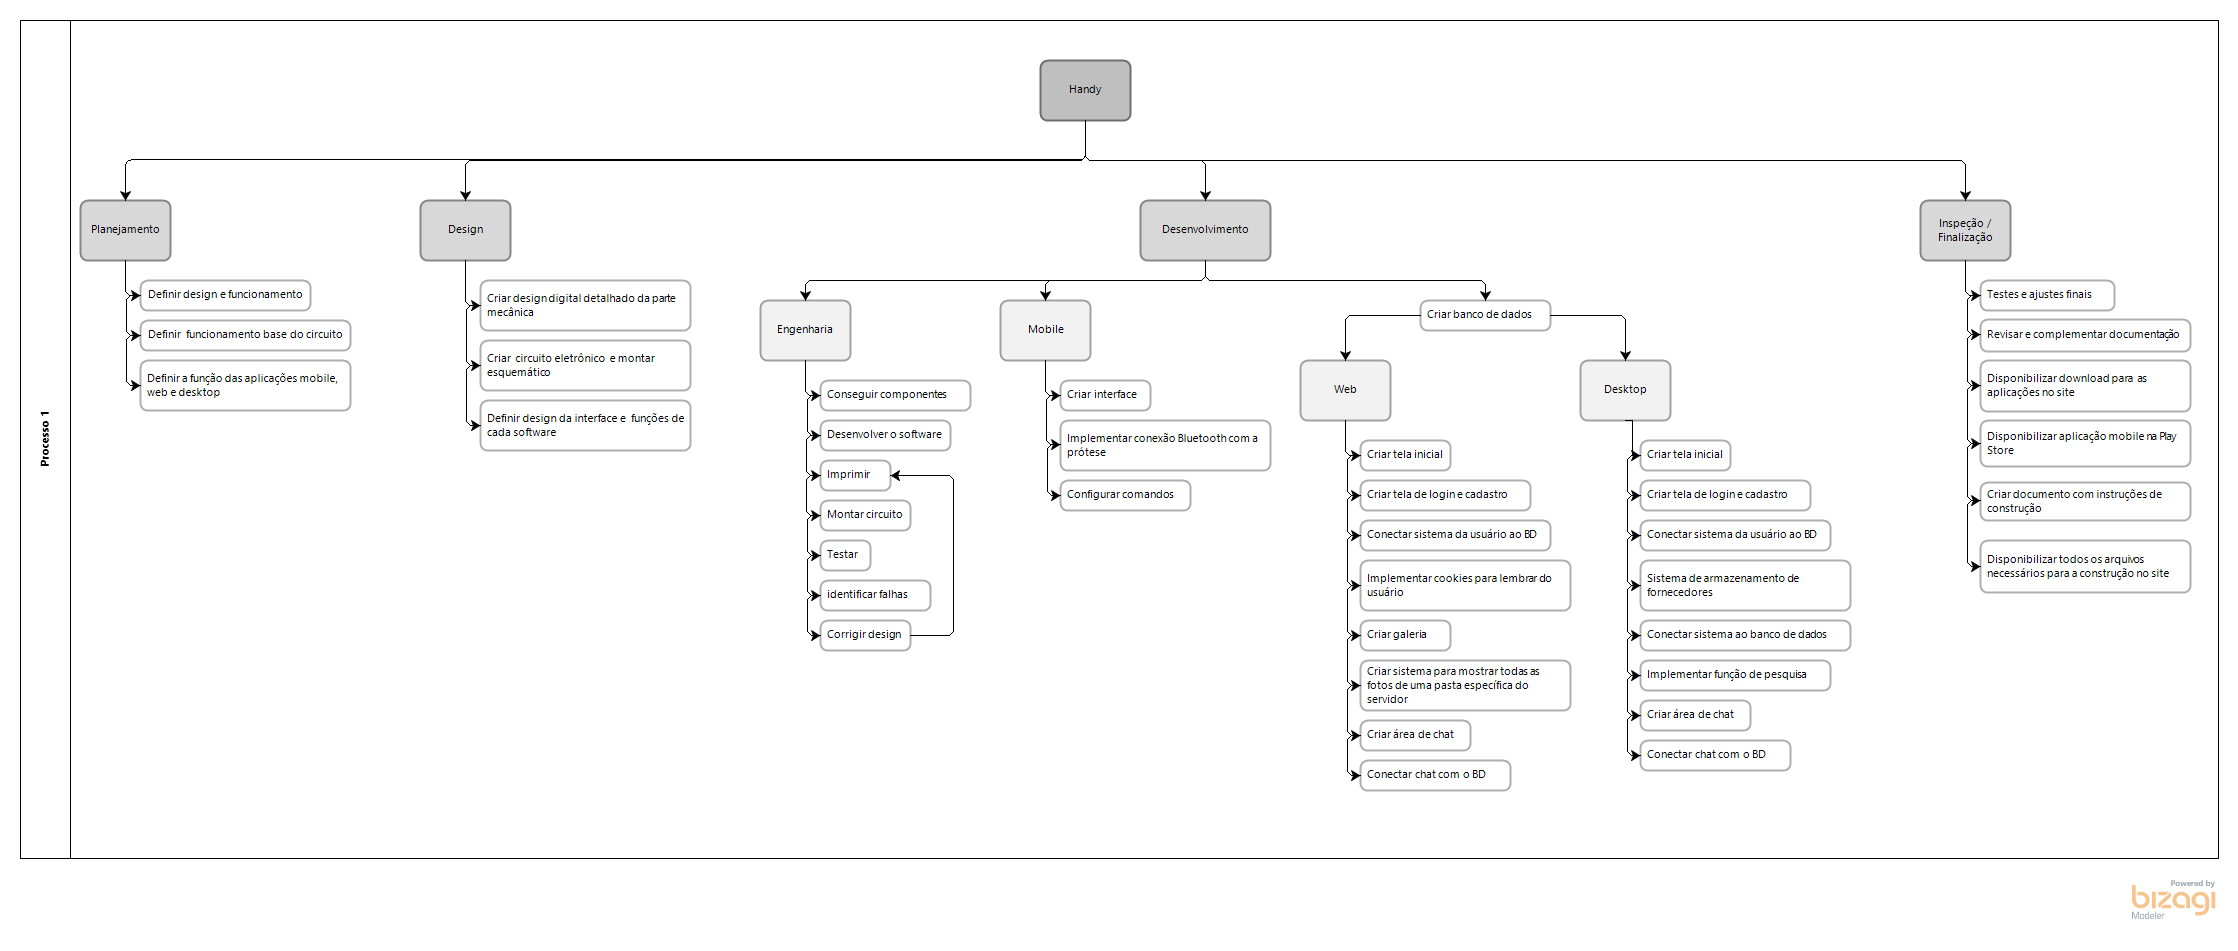 Processo 1
Handy
Planejamento
Definir design e funcionamento
Definir funcionamento base do circuito
Definir a função das aplicações mobile,
web e desktop
Design
Criar design digital detalhado da parte
mecânica
Criar circuito eletrônico e montar
esquemático
Definir design da interface e funções de
cada software
Desenvolvimento
Engenharia
Conseguir componentes
Desenvolver o software
Imprimir
Montar circuito
Testar
identificar falhas
Corrigir design
Mobile
Criar interface
Implementar conexão Bluetooth com a
prótese
Configurar comandos
Criar banco de dados
Web
Criar tela inicial
Criar tela de login e cadastro
Conectar sistema da usuário ao BD
Implementar cookies para lembrar do
usuário
Criar galeria
Criar sistema para mostrar todas as
fotos de uma pasta específica do
servidor
Criar área de chat
Conectar chat com o BD
Desktop
Criar tela inicial
Criar tela de login e cadastro
Conectar sistema da usuário ao BD
Sistema de armazenamento de
fornecedores
Conectar sistema ao banco de dados
Implementar função de pesquisa
Criar área de chat
Conectar chat com o BD
Inspeção /
Finalização
Testes e ajustes finais
Revisar e complementar documentação
Disponibilizar download para as
aplicações no site
Disponibilizar aplicação mobile na Play
Store
Criar documento com instruções de
construção
Disponibilizar todos os arquivos
necessários para a construção no site
Powered by
bizagi
Modeler